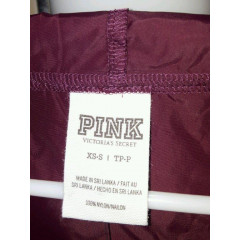 PINK
VICTORIA'S SECRET
XS-S | TP-P
MADE IN SRI LANKA / FAIT AU
SRI LANKA / HECHO EN SRI LANKA
100% NYLON/NAILON